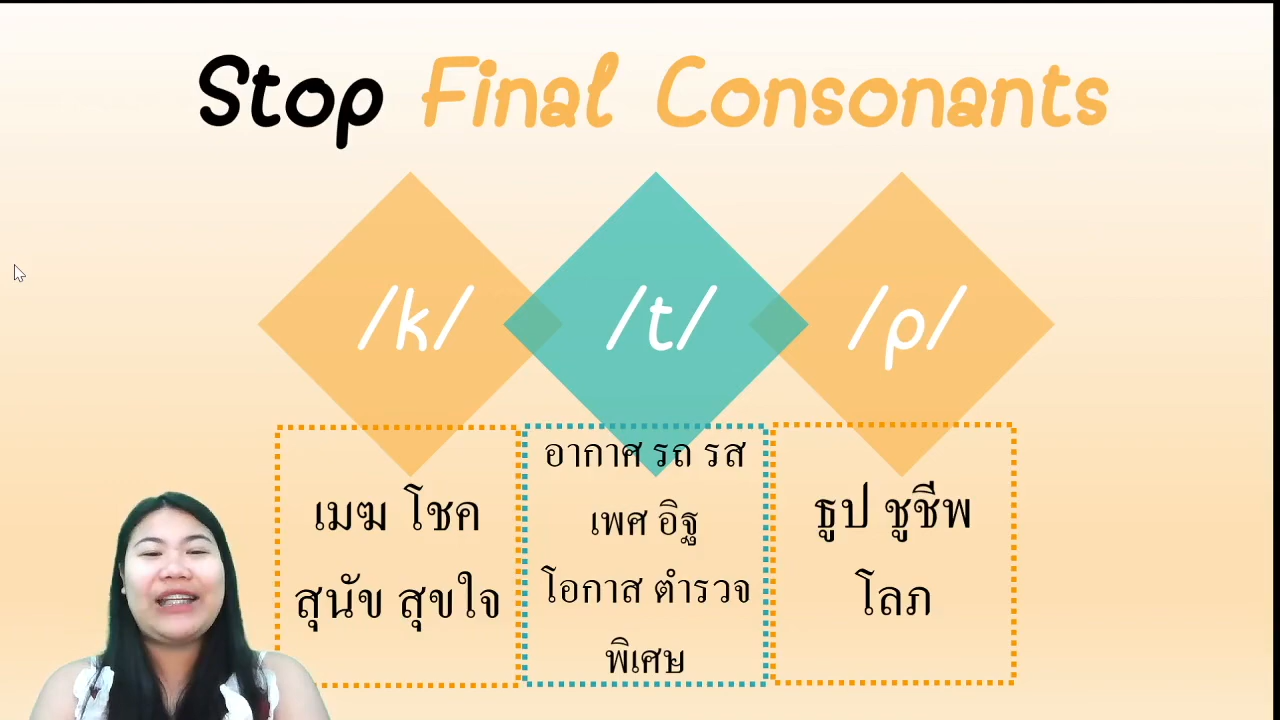 Stop Final Consonants
/k/
/t/
/p/
เมฆ โชค
สุนัข สุขใจ
อากาศ รถ รส
เพศ อิฐ
โอกาส ตำรวจ
พิเศษ
ธูป ชูชีพ
โลภ